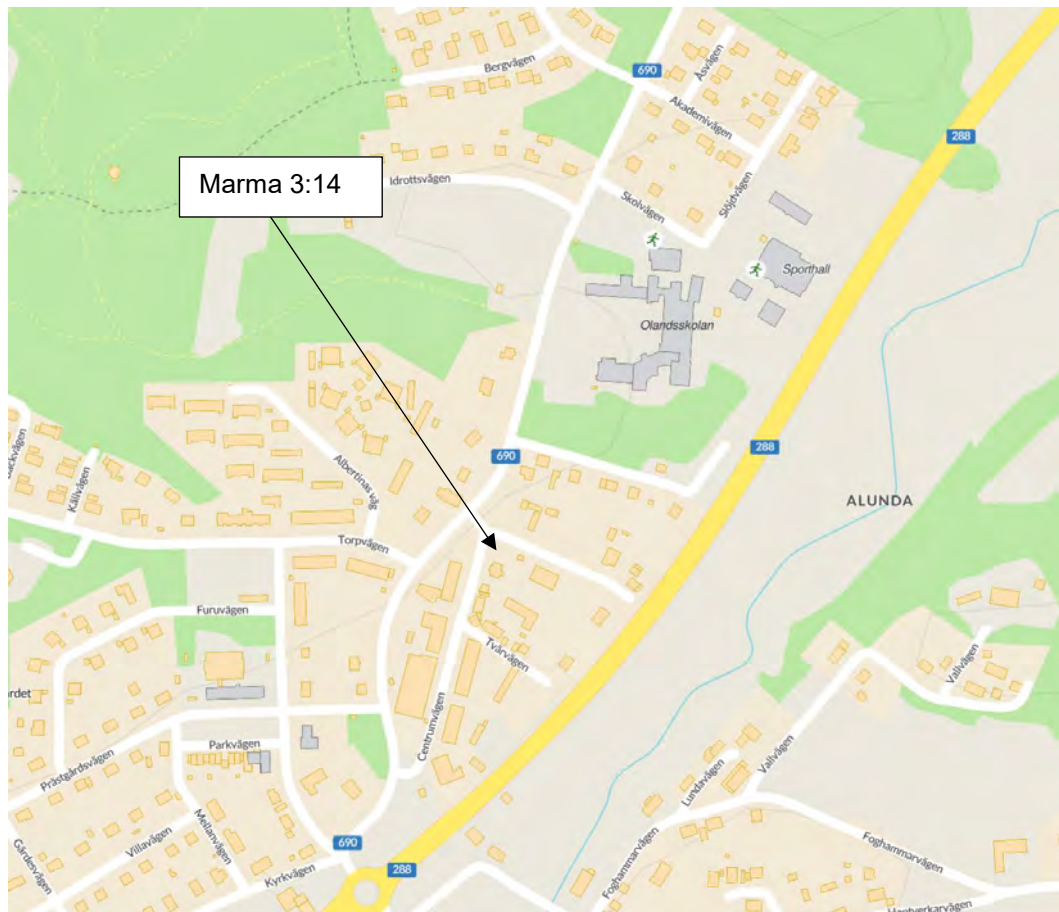 Bergvägen
690
Åsvägen
Akademivägen
288
Marma 3:14
Idrottsvägen
Skolvägen
Slöjdvägen
Sporthall
Olandsskolan
690
288
Källvägen
Albertinas väg
ALUNDA
Torpvägen
Furuvägen
Tvärvägen
Vallvägen
Centrumvägen
Parkvägen
Prästgårdsvägen
Vallvägen
Lundavägen
Mellanvägen
Villavägen
690
Gärdesvägen
288
Kyrkvägen
Foghammarvägen
Foghammarvägen